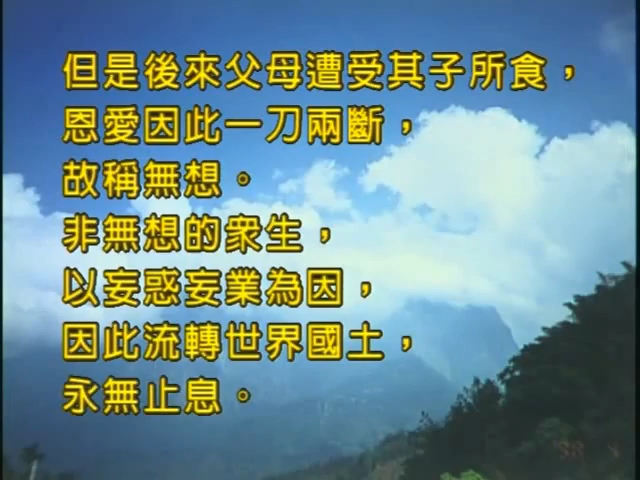 但是後來父母遭受其子所食，
恩愛因此一刀兩斷，
故稱無想。
非無想的衆生，
以妄惑妄業為因，
因此流轉世界國土，
永無止息。